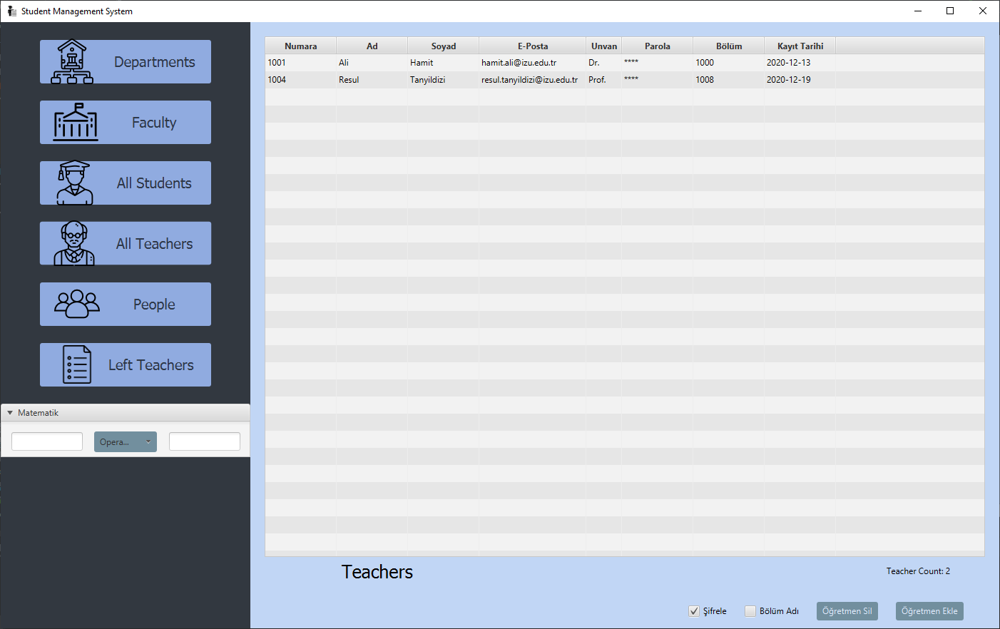 Student Management System
Departments
Faculty
All Students
All Teachers
People
Left Teachers
Matematik
Opera...
Numara Ad Soyad E-Posta Unvan Parola Bölüm Kayıt Tarihi
1001 Ali Hamit hamit.ali@izu.edu.tr Dr. **** 1000 2020-12-13
1004 Resul Tanyildizi resul.tanyildizi@izu.edu.tr Prof. **** 1008 2020-12-19
Teachers
Teacher Count: 2
Şifrele
Bölüm Adı
Öğretmen Sil
Öğretmen Ekle